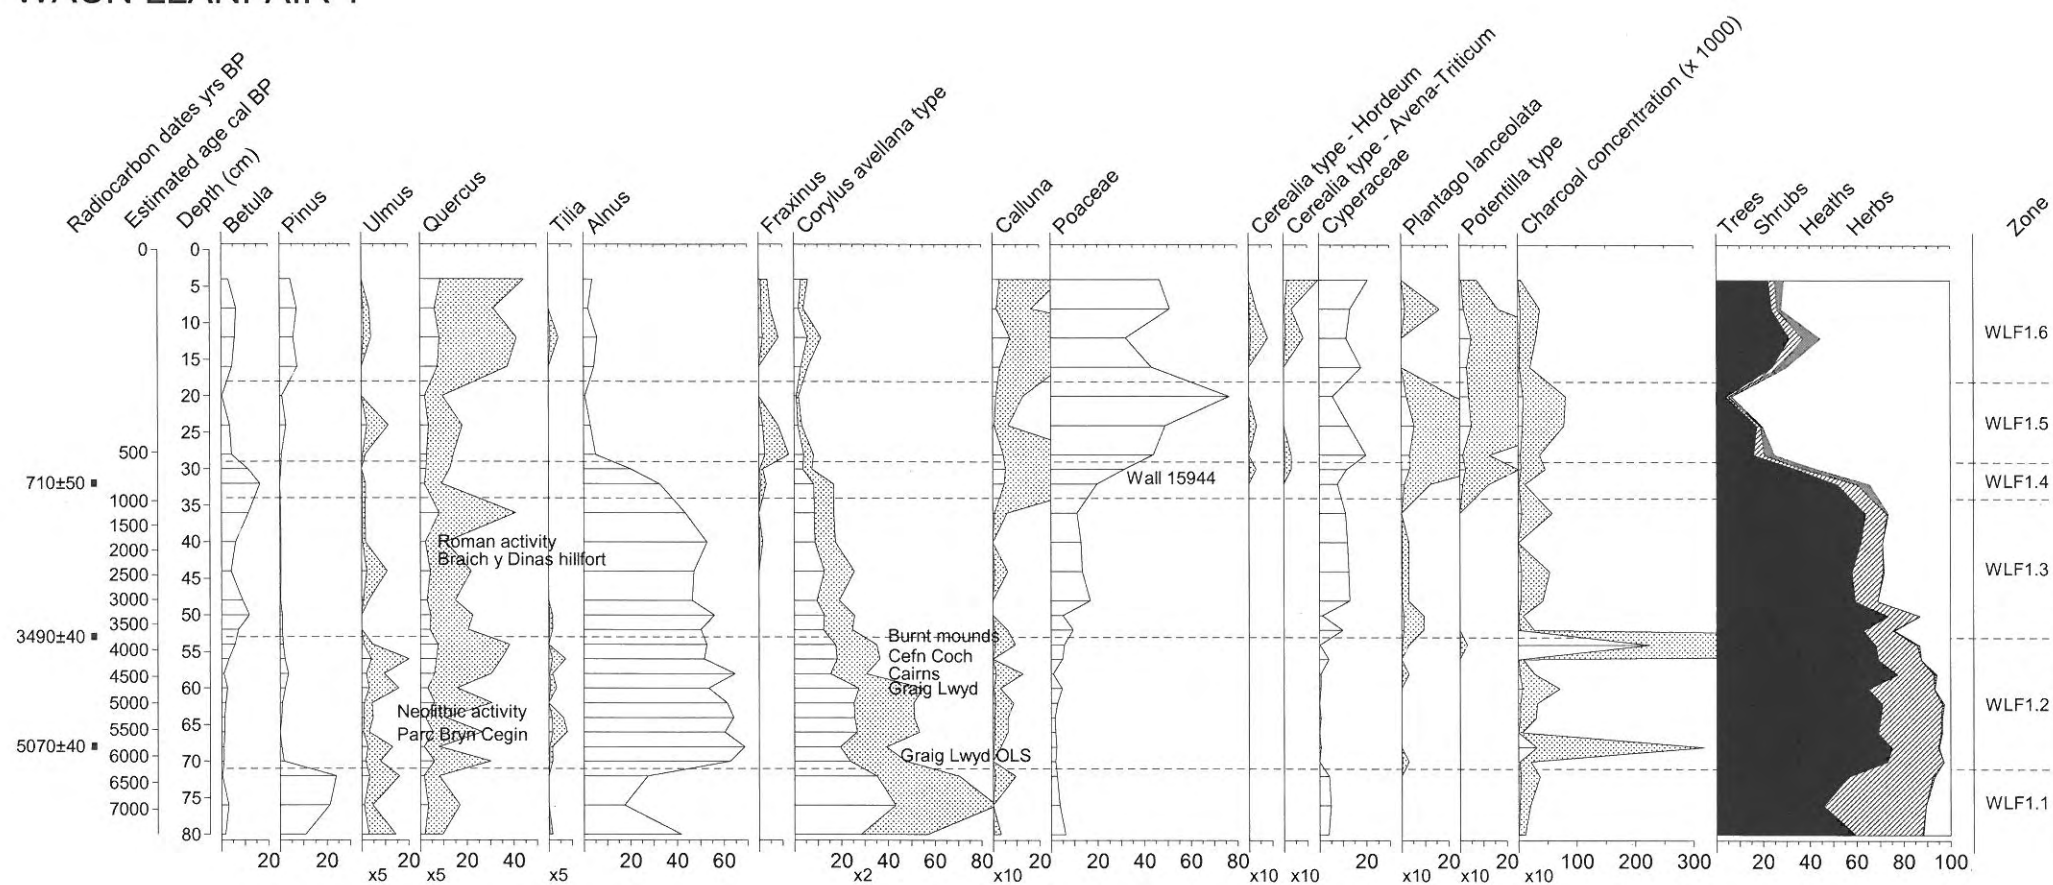 WAUN LLANFAIR 1
Radiocarbon dates yrs BP
Estimated age cal BP
Depth (cm)
Betula
Pinus
Ulmus
Quercus
Tilia
Alnus
Fraxinus
Corylus avellana type
Calluna
Poaceae
Cerealia type - Hordeum
Cerealia type - Avena-Triticum
Cyperaceae
Plantago lanceolata
Potentilla type
Charcoal concentration (x 1000)
Trees
Shrubs
Heaths
Herbs
Zone
0 0
5
10 WLF1.6
15
20
25 WLF1.5
500
30
710±50 Wall 15944 WLF1.4
1000
35
1500
40 Roman activity
2000 Braich y Dinas hillfort
2500 45 WLF1.3
3000
50
3500
3490±40 Burnt mounds
4000
55 Cefn Coch
4500 Cairns
60 Graig Lwyd
5000 Neolithic activity WLF1.2
5500 65
Parc Bryn Cegin
5070±40
6000 70 Graig Lwyd OLS
6500
75
7000 WLF1.1
80
20 20 20 20 40 20 40 60 20 40 60 80 20 20 40 60 80 20 20 20 100 200 300 20 40 60 80 100
x5 x5 x5 x2 x10 x10 x10 x10 x10 x10